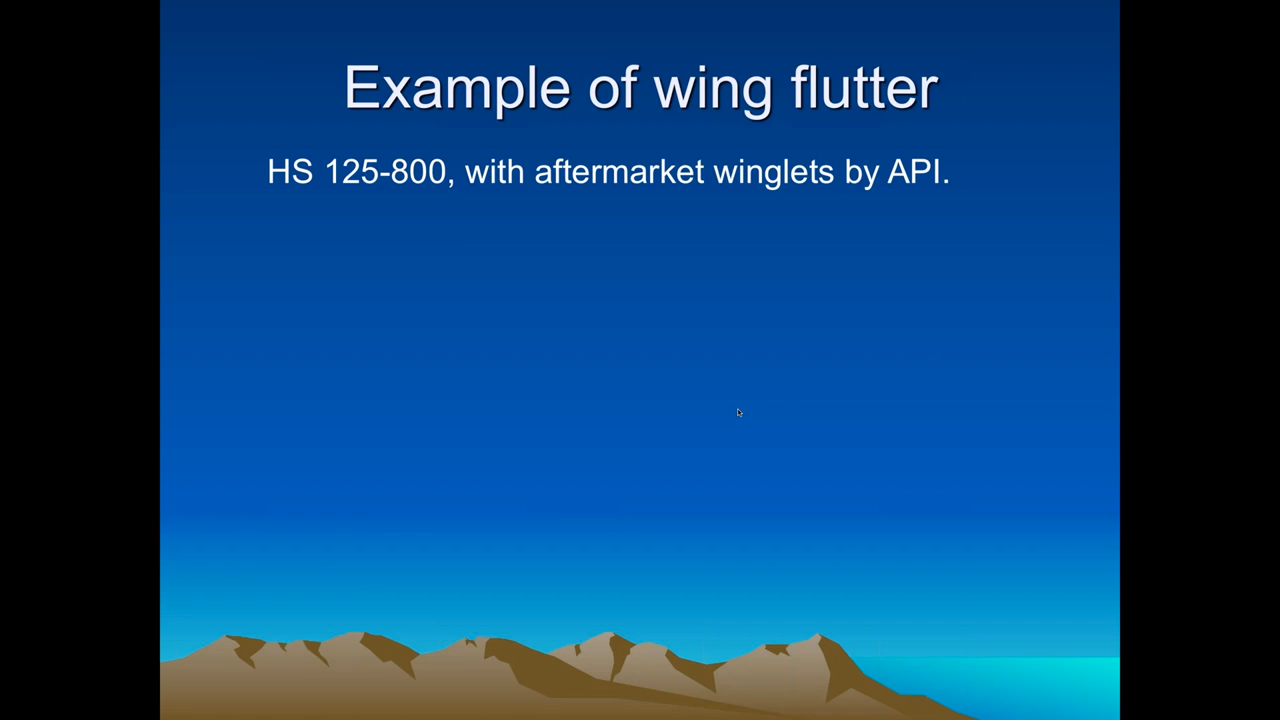 Example of wing flutter
HS 125-800, with aftermarket winglets by API.